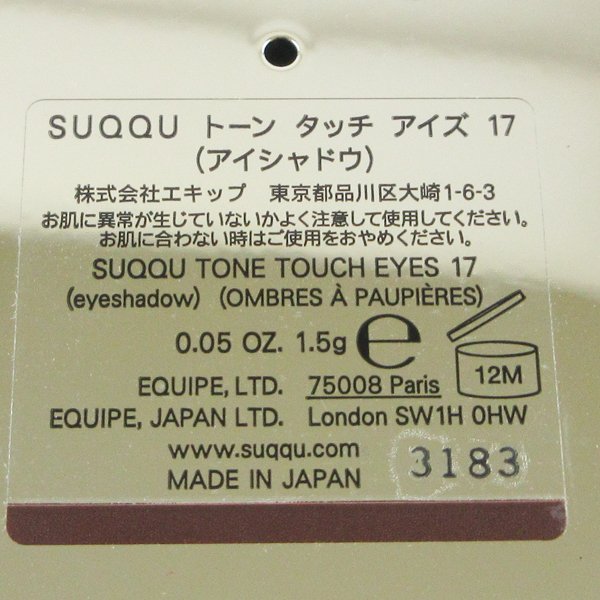 SUQQU トーン タッチ アイズ 17
（アイシャドウ）
株式会社エキップ 東京都品川区大崎1-6-3
お肌に異常が生じていないかよく注意して使用してください。
お肌に合わない時はご使用をおやめください。
SUQQU TONE TOUCH EYES 17
(eyeshadow) (OMBRES À PAUPIÈRES)
0.05 OZ. 1.5g e
12M
EQUIPE, LTD. 75008 Paris
EQUIPE, JAPAN LTD. London SW1H 0HW
www.suqqu.com
MADE IN JAPAN 3183